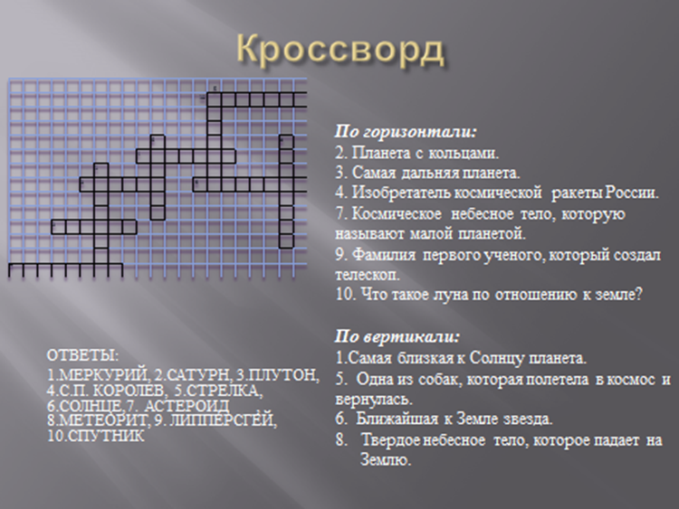 Кроссворд
По горизонтали:
2. Планета с кольцами.
3. Самая дальняя планета.
4. Изобретатель космической ракеты России.
7. Космическое небесное тело, которую
называют малой планетой.
9. Фамилия первого ученого, который создал
телескоп.
10. Что такое луна по отношению к земле?
По вертикали:
1.Самая близкая к Солнцу планета.
5. Одна из собак, которая полетела в космос и
вернулась.
6. Ближайшая к Земле звезда.
8. Твердое небесное тело, которое падает на
Землю.
ОТВЕТЫ:
1.МЕРКУРИЙ, 2.САТУРН, 3.ПЛУТОН,
4.С.П. КОРОЛЕВ, 5.СТРЕЛКА,
6.СОЛНЦЕ,7. АСТЕРОИД ,
8.МЕТЕОРИТ, 9. ЛИППЕРСГЕЙ,
10.СПУТНИК